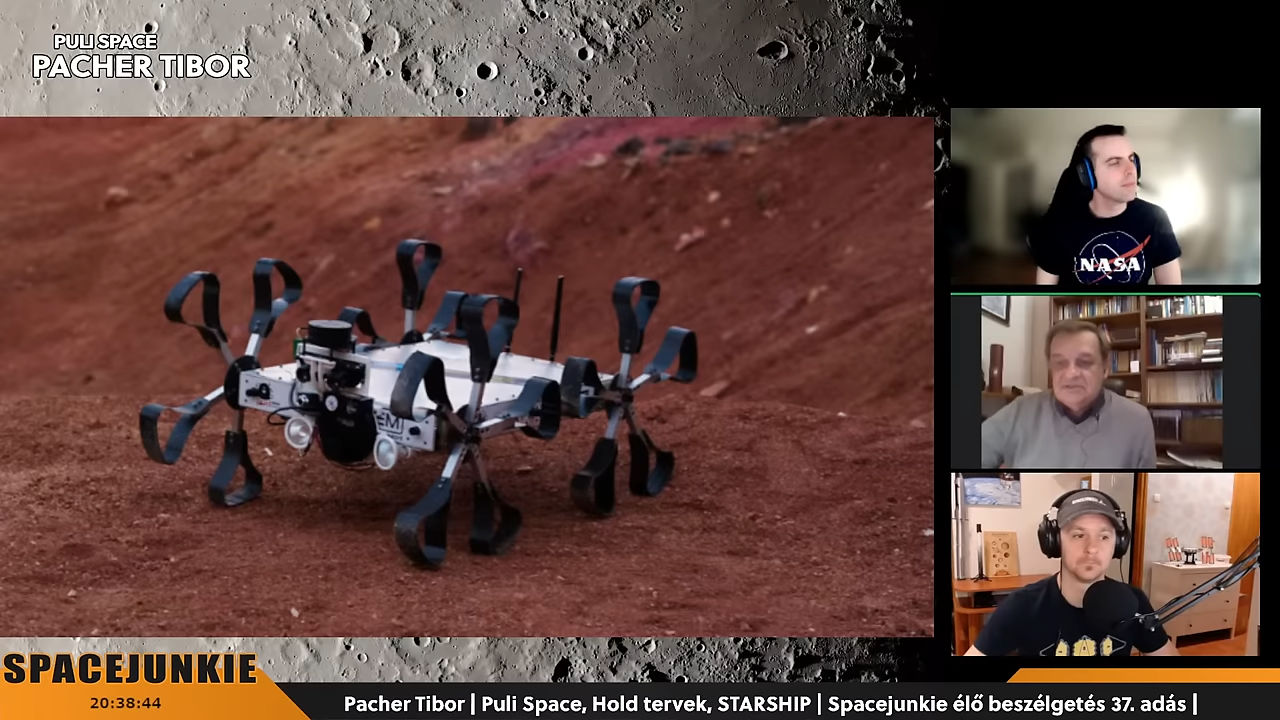 PULI SPACE
PACHER TIBOR
NASA
EM
SPACEJUNKIE
20:38:44
Pacher Tibor | Puli Space, Hold tervek, STARSHIP | Spacejunkie élő beszélgetés 37. adás |